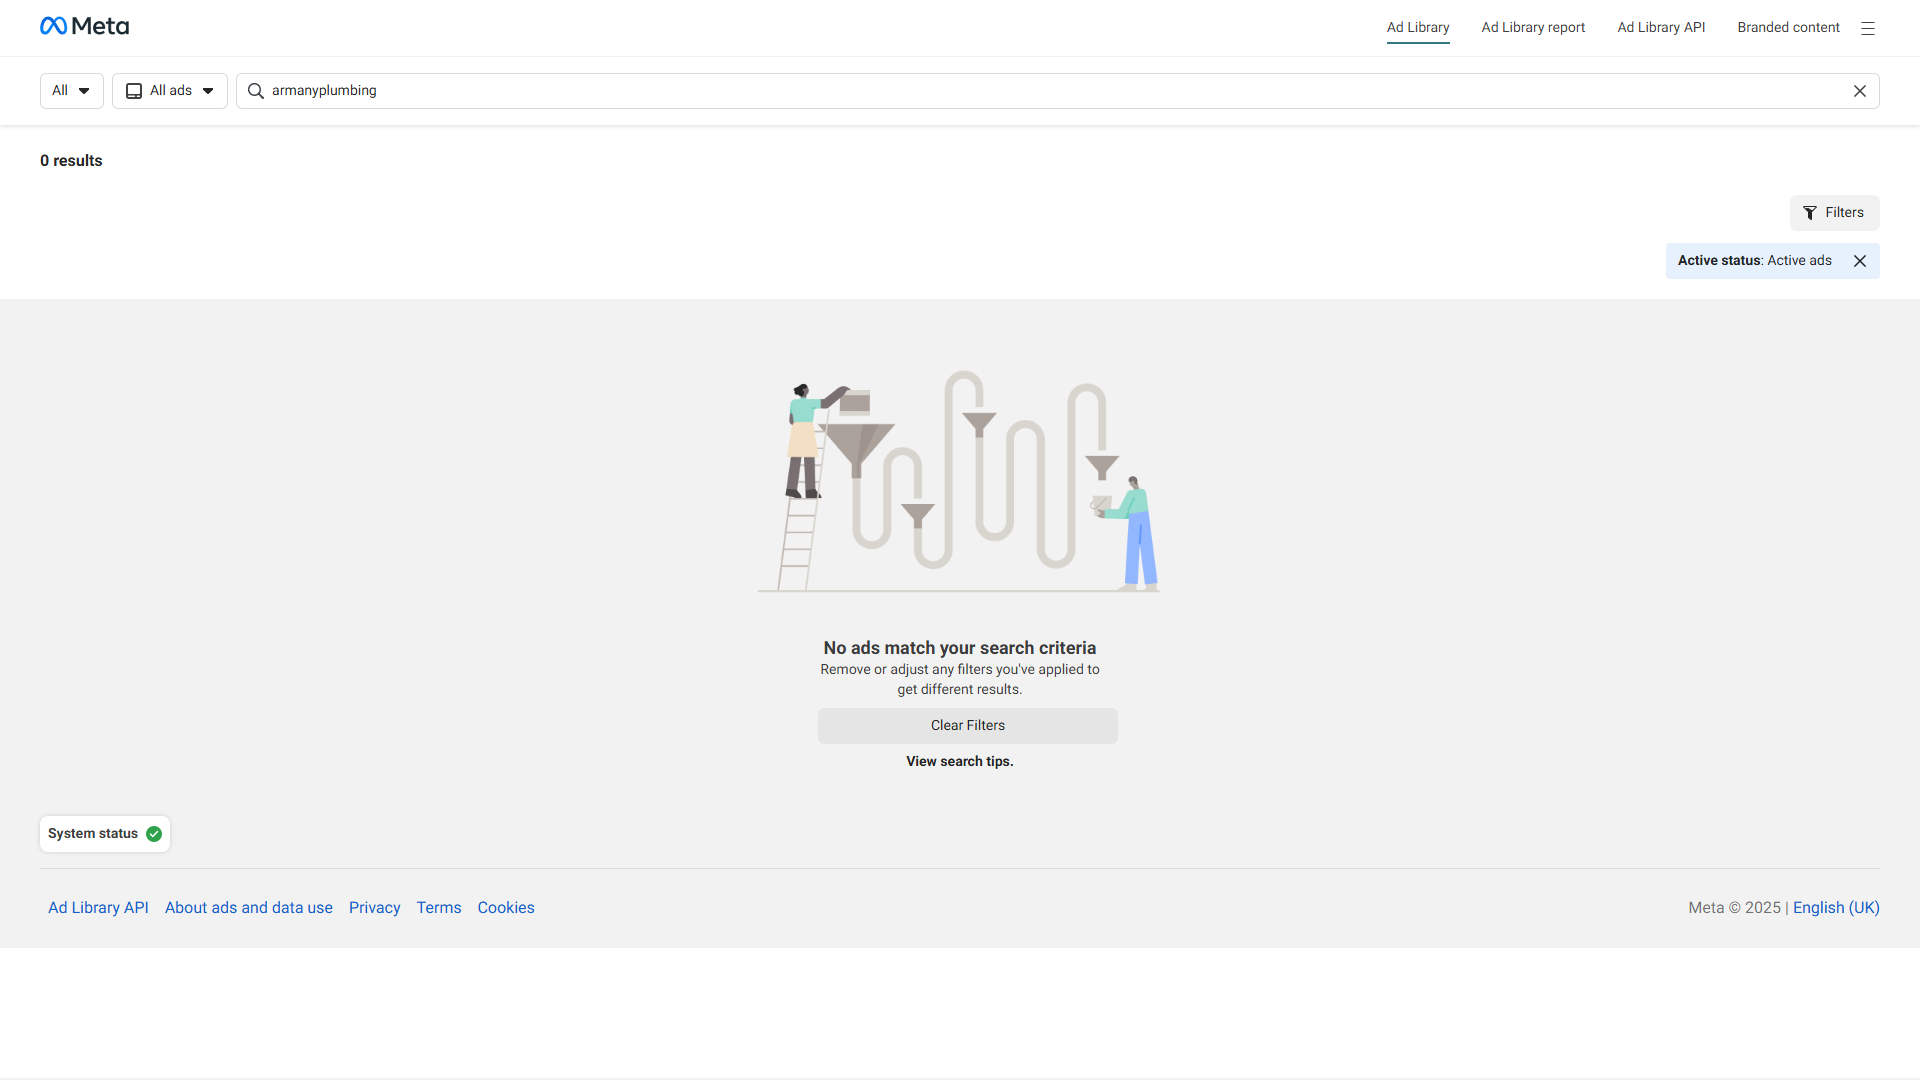 Meta
Ad Library
Ad Library report
Ad Library API
Branded content
All
All ads
armanyplumbing
0 results
Filters
Active status: Active ads
No ads match your search criteria
Remove or adjust any filters you've applied to
get different results.
Clear Filters
View search tips.
System status
Ad Library API
About ads and data use
Privacy
Terms
Cookies
Meta © 2025 | English (UK)